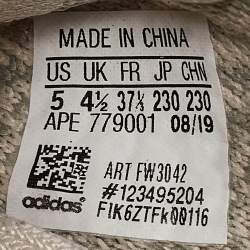 MADE IN CHINA
US UK FR JP CHN
5 4½ 37⅓ 230 230
APE 779001 08/19
ART FW3042
#123495204
adidas FIK6ZTFk00116